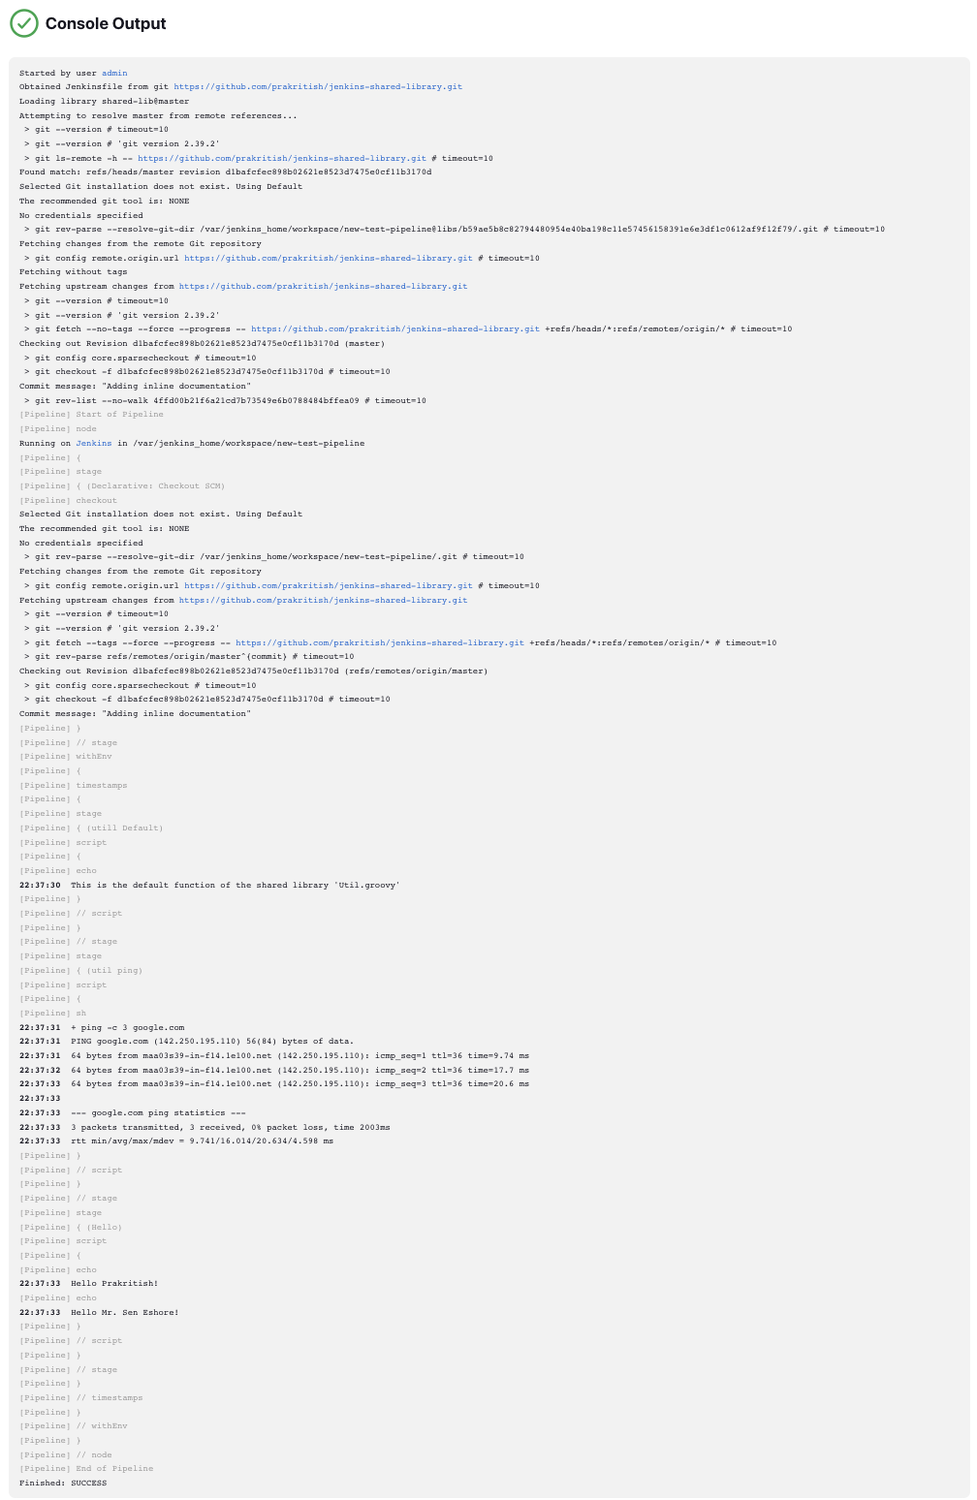 Console Output
Started by user admin
Obtained Jenkinsfile from git https://github.com/prakritish/jenkins-shared-library.git
Loading library shared-lib@master
Attempting to resolve master from remote references...
 > git --version # timeout=10
 > git --version # 'git version 2.39.2'
 > git ls-remote -h -- https://github.com/prakritish/jenkins-shared-library.git # timeout=10
Found match: refs/heads/master revision d1bafcfec898b02621e8523d7475e0cf11b3170d
Selected Git installation does not exist. Using Default
The recommended git tool is: NONE
No credentials specified
 > git rev-parse --resolve-git-dir /var/jenkins_home/workspace/new-test-pipeline@libs/b59ae5b8c82794480954e40ba198c11e57456158391e6e3df1c0612af9f12f79/.git # timeout=10
Fetching changes from the remote Git repository
 > git config remote.origin.url https://github.com/prakritish/jenkins-shared-library.git # timeout=10
Fetching without tags
Fetching upstream changes from https://github.com/prakritish/jenkins-shared-library.git
 > git --version # timeout=10
 > git --version # 'git version 2.39.2'
 > git fetch --no-tags --force --progress -- https://github.com/prakritish/jenkins-shared-library.git +refs/heads/*:refs/remotes/origin/* # timeout=10
Checking out Revision d1bafcfec898b02621e8523d7475e0cf11b3170d (master)
 > git config core.sparsecheckout # timeout=10
 > git checkout -f d1bafcfec898b02621e8523d7475e0cf11b3170d # timeout=10
Commit message: "Adding inline documentation"
 > git rev-list --no-walk 4ffd00b21f6a21cd7b73549e6b0788484bffea09 # timeout=10
[Pipeline] Start of Pipeline
[Pipeline] node
Running on Jenkins in /var/jenkins_home/workspace/new-test-pipeline
[Pipeline] {
[Pipeline] stage
[Pipeline] { (Declarative: Checkout SCM)
[Pipeline] checkout
Selected Git installation does not exist. Using Default
The recommended git tool is: NONE
No credentials specified
 > git rev-parse --resolve-git-dir /var/jenkins_home/workspace/new-test-pipeline/.git # timeout=10
Fetching changes from the remote Git repository
 > git config remote.origin.url https://github.com/prakritish/jenkins-shared-library.git # timeout=10
Fetching upstream changes from https://github.com/prakritish/jenkins-shared-library.git
 > git --version # timeout=10
 > git --version # 'git version 2.39.2'
 > git fetch --tags --force --progress -- https://github.com/prakritish/jenkins-shared-library.git +refs/heads/*:refs/remotes/origin/* # timeout=10
 > git rev-parse refs/remotes/origin/master^{commit} # timeout=10
Checking out Revision d1bafcfec898b02621e8523d7475e0cf11b3170d (refs/remotes/origin/master)
 > git config core.sparsecheckout # timeout=10
 > git checkout -f d1bafcfec898b02621e8523d7475e0cf11b3170d # timeout=10
Commit message: "Adding inline documentation"
[Pipeline] }
[Pipeline] // stage
[Pipeline] withEnv
[Pipeline] {
[Pipeline] timestamps
[Pipeline] {
[Pipeline] stage
[Pipeline] { (utill Default)
[Pipeline] script
[Pipeline] {
[Pipeline] echo
22:37:30 This is the default function of the shared library 'Util.groovy'
[Pipeline] }
[Pipeline] // script
[Pipeline] }
[Pipeline] // stage
[Pipeline] stage
[Pipeline] { (util ping)
[Pipeline] script
[Pipeline] {
[Pipeline] sh
22:37:31 + ping -c 3 google.com
22:37:31 PING google.com (142.250.195.110) 56(84) bytes of data.
22:37:31 64 bytes from maa03s39-in-f14.1e100.net (142.250.195.110): icmp_seq=1 ttl=36 time=9.74 ms
22:37:32 64 bytes from maa03s39-in-f14.1e100.net (142.250.195.110): icmp_seq=2 ttl=36 time=17.7 ms
22:37:33 64 bytes from maa03s39-in-f14.1e100.net (142.250.195.110): icmp_seq=3 ttl=36 time=20.6 ms
22:37:33
22:37:33 --- google.com ping statistics ---
22:37:33 3 packets transmitted, 3 received, 0% packet loss, time 2003ms
22:37:33 rtt min/avg/max/mdev = 9.741/16.014/20.634/4.598 ms
[Pipeline] }
[Pipeline] // script
[Pipeline] }
[Pipeline] // stage
[Pipeline] stage
[Pipeline] { (Hello)
[Pipeline] script
[Pipeline] {
[Pipeline] echo
22:37:33 Hello Prakritish!
[Pipeline] echo
22:37:33 Hello Mr. Sen Eshore!
[Pipeline] }
[Pipeline] // script
[Pipeline] }
[Pipeline] // stage
[Pipeline] }
[Pipeline] // timestamps
[Pipeline] }
[Pipeline] // withEnv
[Pipeline] }
[Pipeline] // node
[Pipeline] End of Pipeline
Finished: SUCCESS